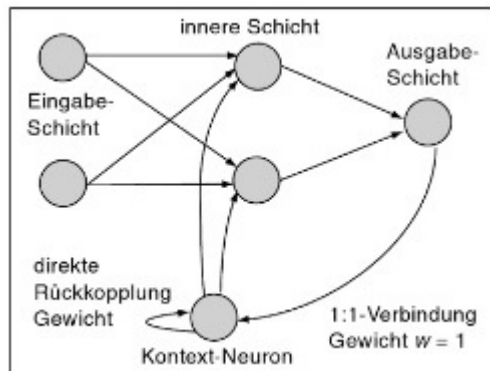 innere Schicht
Ausgabe-
Schicht
Eingabe-
Schicht
direkte
Rückkopplung
Gewicht
1:1-Verbindung
Gewicht w = 1
Kontext-Neuron